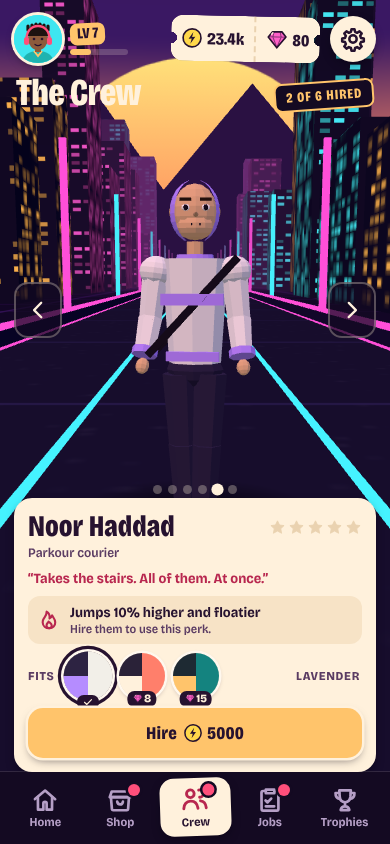 LV 7
23.4k
80
The Crew
2 OF 6 HIRED
Noor Haddad
Parkour courier
"Takes the stairs. All of them. At once."
Jumps 10% higher and floatier
Hire them to use this perk.
FITS
8
15
LAVENDER
Hire 5000
Home
Shop
Crew
Jobs
Trophies